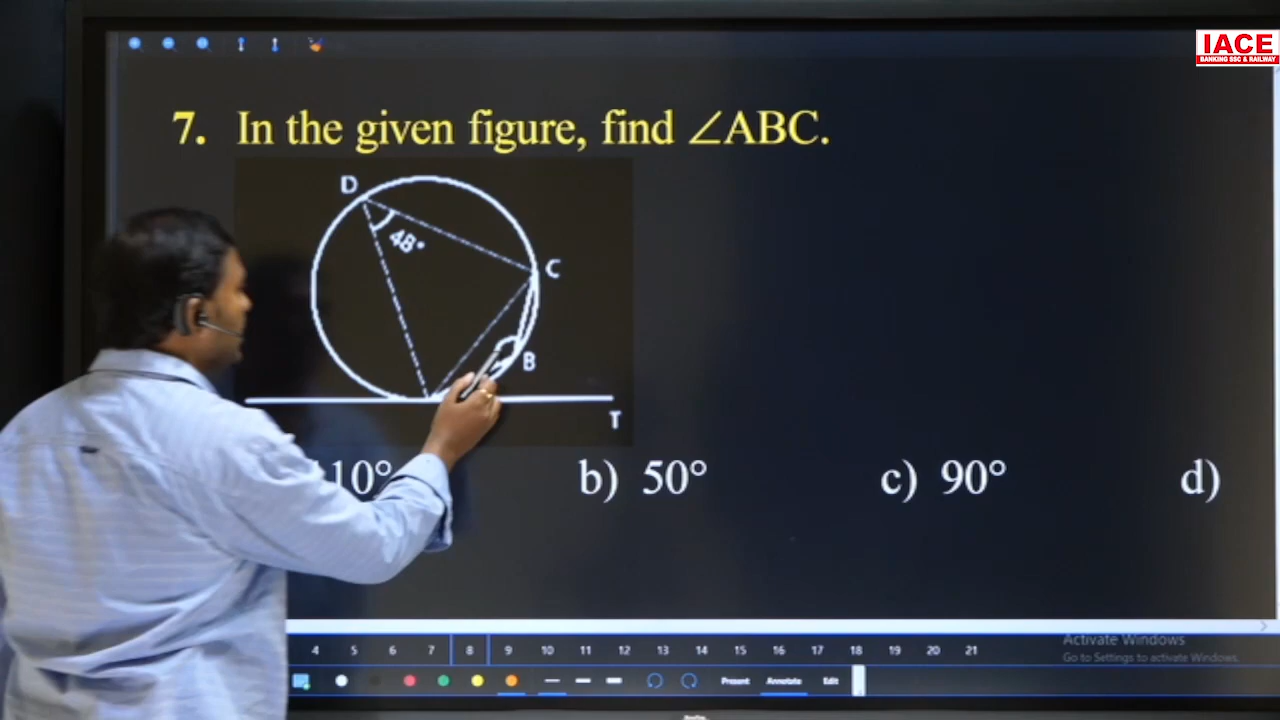 IACE
BANKING SSC & RAILWAY
7. In the given figure, find ∠ABC.
D
48°
C
B
T
10° b) 50° c) 90° d)
Activate Windows
Go to Settings to activate Windows.
4 5 6 7 8 9 10 11 12 13 14 15 16 17 18 19 20 21
Present Annotate Edit